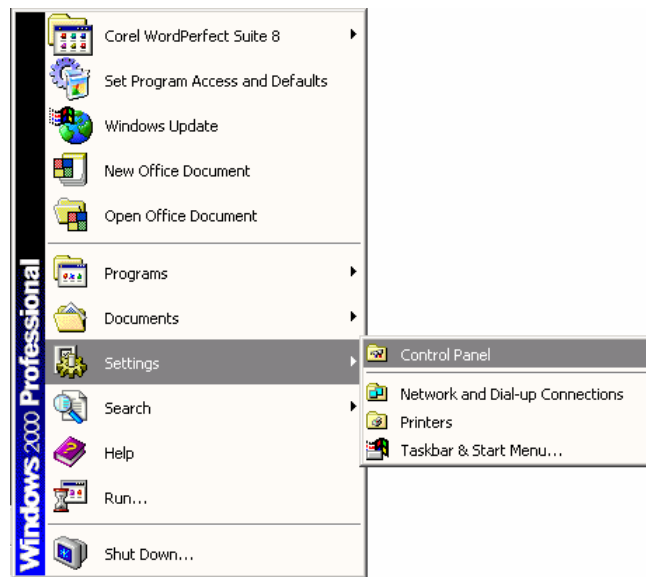 Corel WordPerfect Suite 8
Set Program Access and Defaults
Windows Update
New Office Document
Open Office Document
Programs
Documents
Settings
Search
Help
Run...
Shut Down...
Windows 2000 Professional
Control Panel
Network and Dial-up Connections
Printers
Taskbar & Start Menu...